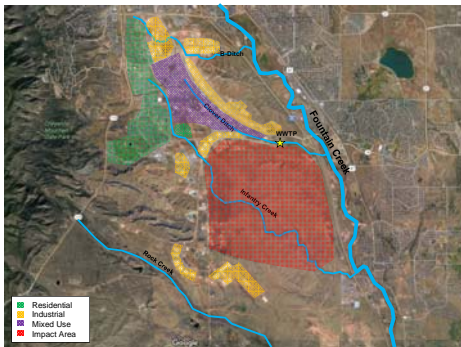 B-Ditch
Clover Ditch
WWTP
Fountain Creek
Infantry Creek
Rock Creek
Residential
Industrial
Mixed Use
Impact Area
Google